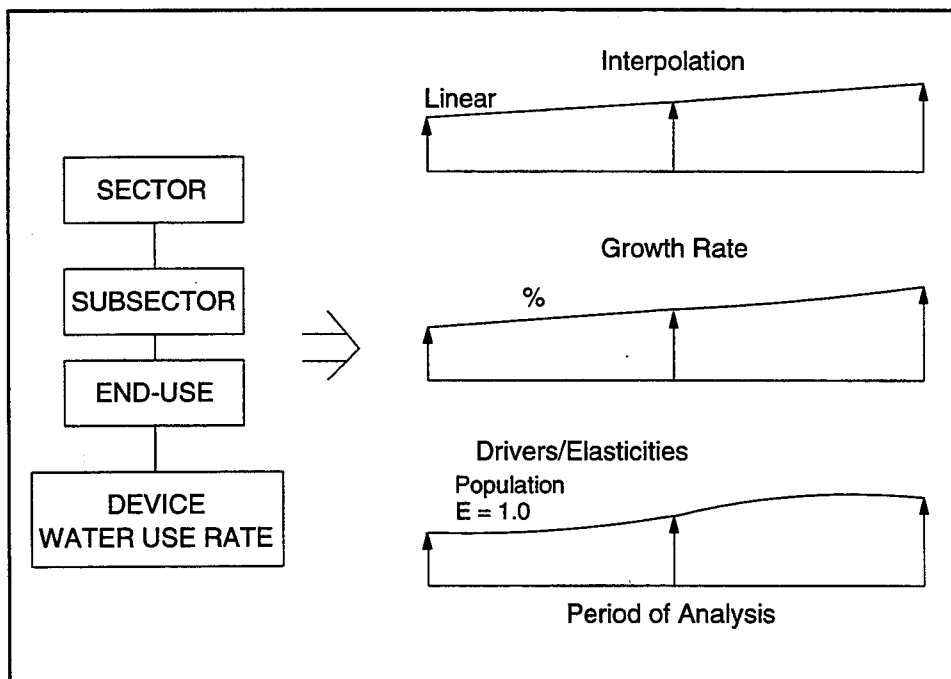 SECTOR
SUBSECTOR
END-USE
DEVICE
WATER USE RATE
Interpolation
Linear
Growth Rate
%
Drivers/Elasticities
Population
E = 1.0
Period of Analysis